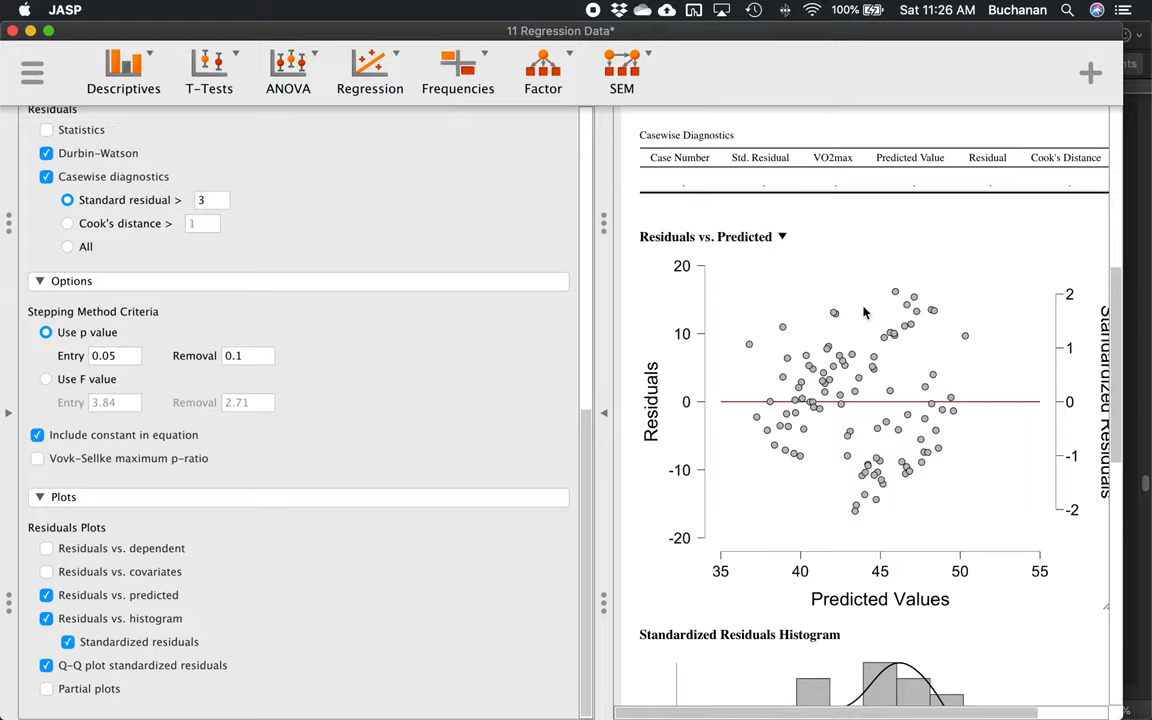 JASP
100%
Sat 11:26 AM
Buchanan
11 Regression Data*
Descriptives
T-Tests
ANOVA
Regression
Frequencies
Factor
SEM
Residuals
Statistics
Durbin-Watson
Casewise diagnostics
Standard residual > 3
Cook's distance > 1
All
Options
Stepping Method Criteria
Use p value
Entry 0.05 Removal 0.1
Use F value
Entry 3.84 Removal 2.71
Include constant in equation
Vovk-Sellke maximum p-ratio
Plots
Residuals Plots
Residuals vs. dependent
Residuals vs. covariates
Residuals vs. predicted
Residuals vs. histogram
Standardized residuals
Q-Q plot standardized residuals
Partial plots
Casewise Diagnostics
Case Number Std. Residual VO2max Predicted Value Residual Cook's Distance
. . . . . .
Residuals vs. Predicted
20
10
0
-10
-20
Residuals
35 40 45 50 55
Predicted Values
2
1
0
-1
-2
Standardized Residuals
Standardized Residuals Histogram
nts
%